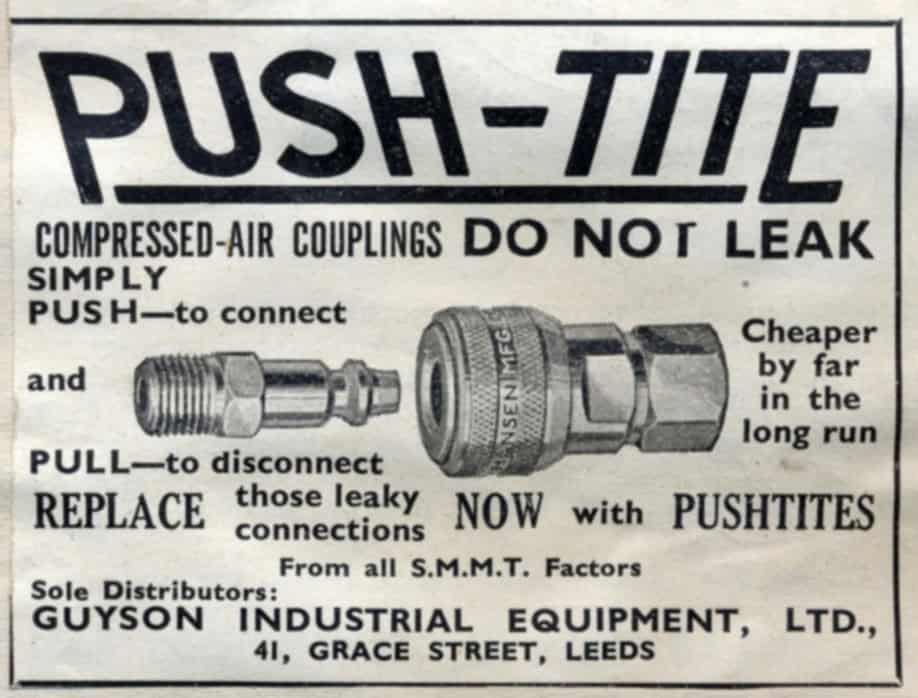 PUSH-TITE
COMPRESSED-AIR COUPLINGS DO NOT LEAK
SIMPLY
PUSH—to connect
and
PULL—to disconnect
HANSEN MFG. C
Cheaper
by far
in the
long run
REPLACE those leaky connections NOW with PUSHTITES
From all S.M.M.T. Factors
Sole Distributors:
GUYSON INDUSTRIAL EQUIPMENT, LTD.,
41, GRACE STREET, LEEDS